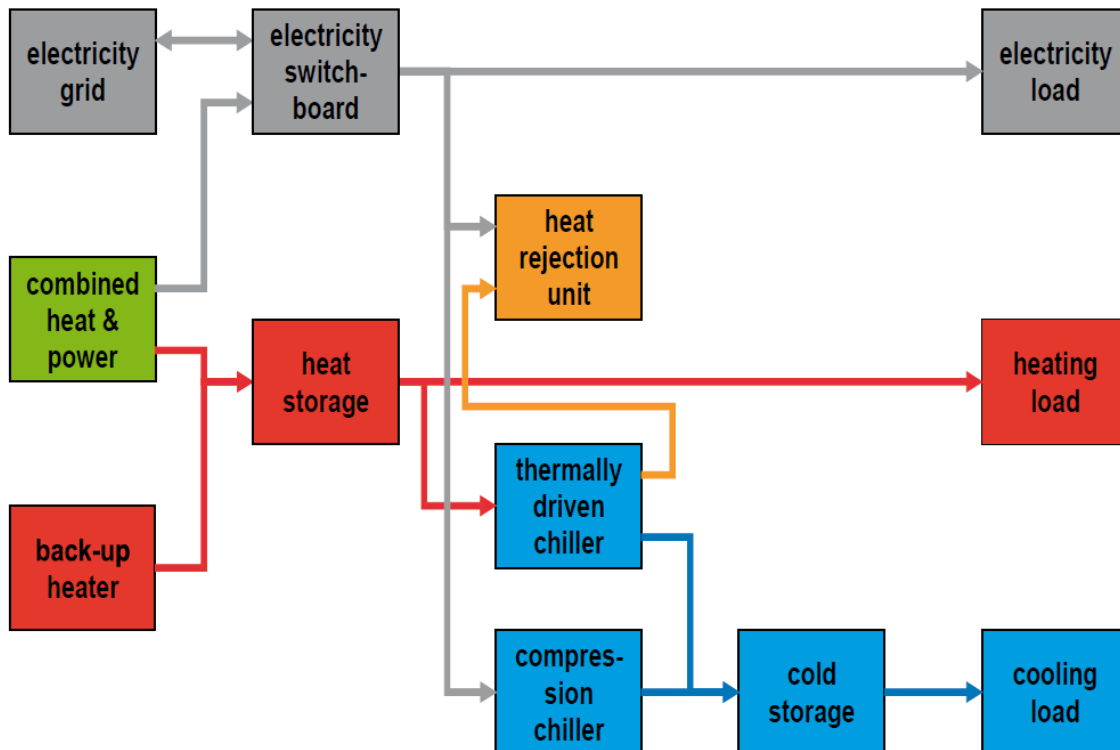 electricity
grid
electricity
switch-
board
electricity
load
heat
rejection
unit
combined
heat &
power
heat
storage
heating
load
thermally
driven
chiller
back-up
heater
compres-
sion
chiller
cold
storage
cooling
load